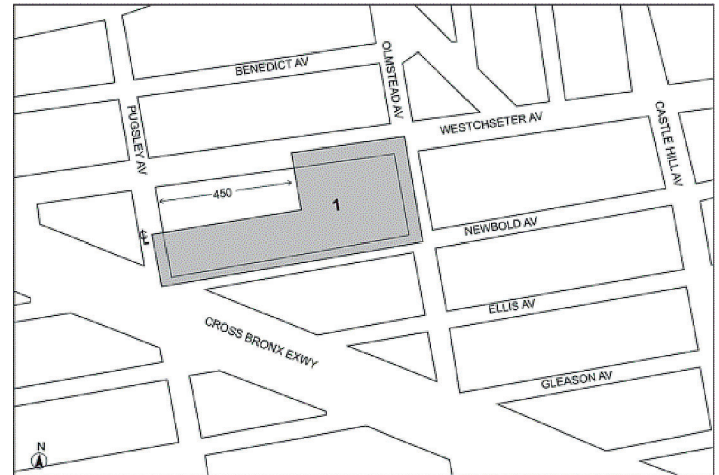 BENEDICT AV
OLMSTEAD AV
PUGSLEY AV
WESTCHSETER AV
CASTLE HILL AV
450
1
NEWBOLD AV
ELLIS AV
CROSS BRONX EXWY
GLEASON AV
N